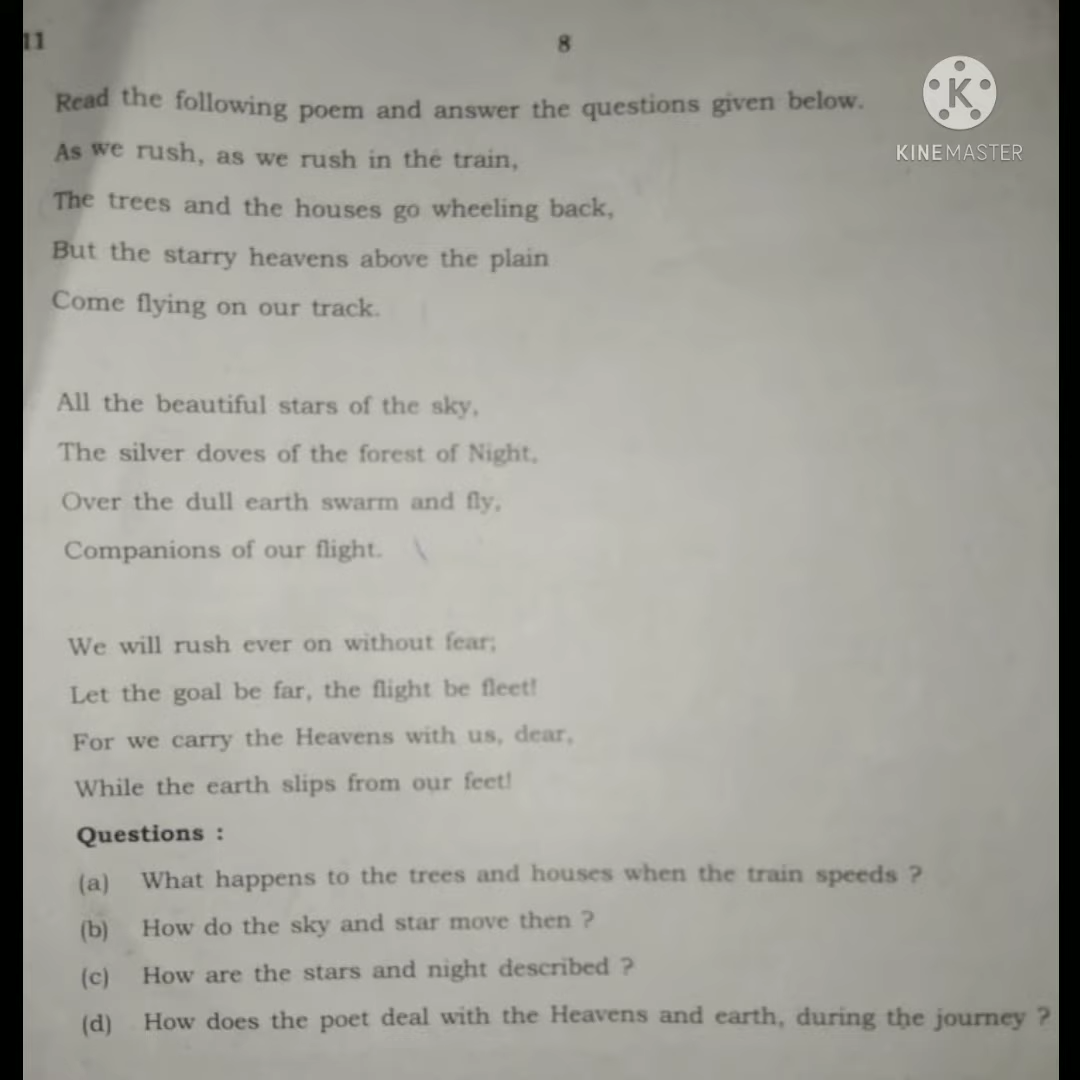 11
8
K
KINEMASTER
Read the following poem and answer the questions given below.
As we rush, as we rush in the train,
The trees and the houses go wheeling back,
But the starry heavens above the plain
Come flying on our track.
All the beautiful stars of the sky,
The silver doves of the forest of Night,
Over the dull earth swarm and fly,
Companions of our flight.
We will rush ever on without fear;
Let the goal be far, the flight be fleet!
For we carry the Heavens with us, dear,
While the earth slips from our feet!
Questions :
(a) What happens to the trees and houses when the train speeds ?
(b) How do the sky and star move then ?
(c) How are the stars and night described ?
(d) How does the poet deal with the Heavens and earth, during the journey ?